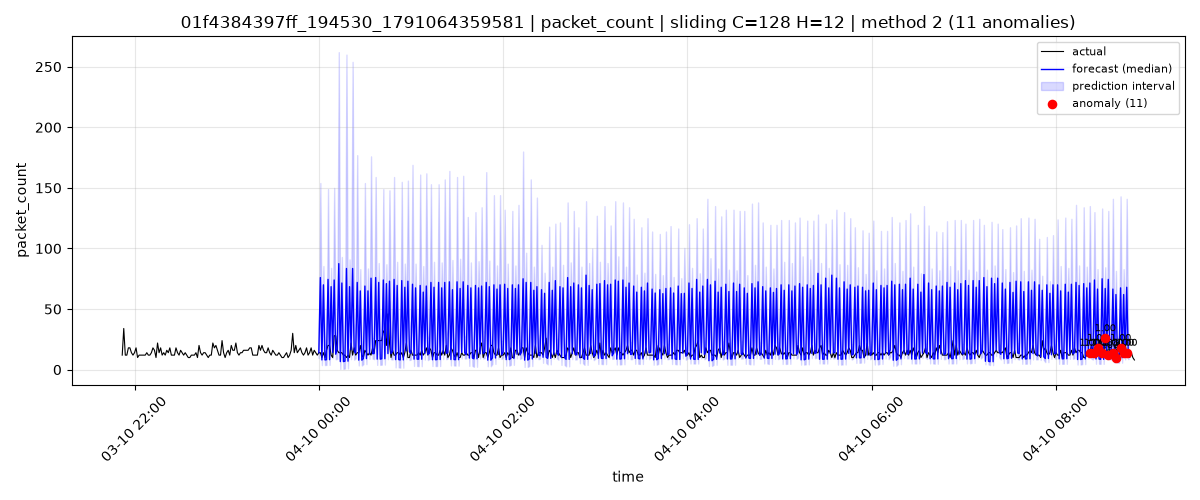 01f4384397ff_194530_1791064359581 | packet_count | sliding C=128 H=12 | method 2 (11 anomalies)
actual
forecast (median)
prediction interval
anomaly (11)
packet_count
250
200
150
100
50
0
1.00
03-10 22:00
04-10 00:00
04-10 02:00
04-10 04:00
04-10 06:00
04-10 08:00
time